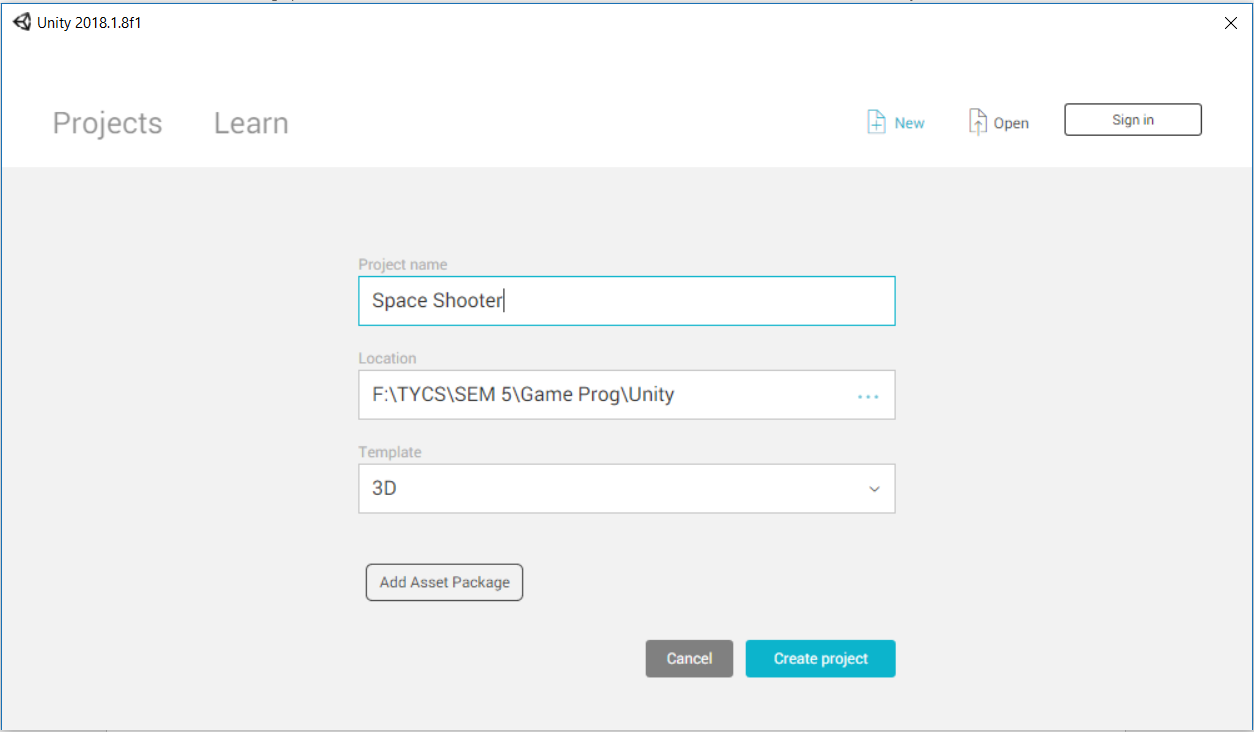 Unity 2018.1.8f1
Projects Learn New Open Sign in
Project name
Space Shooter
Location
F:\TYCS\SEM 5\Game Prog\Unity
Template
3D
Add Asset Package
Cancel Create project